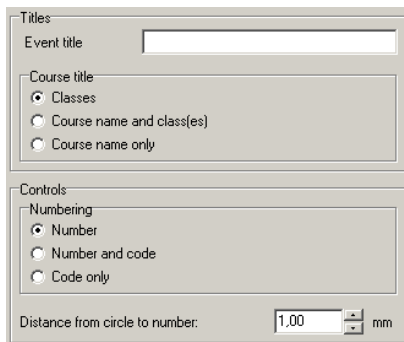 Titles
Event title
Course title
Classes
Course name and class(es)
Course name only
Controls
Numbering
Number
Number and code
Code only
Distance from circle to number: 1,00 mm